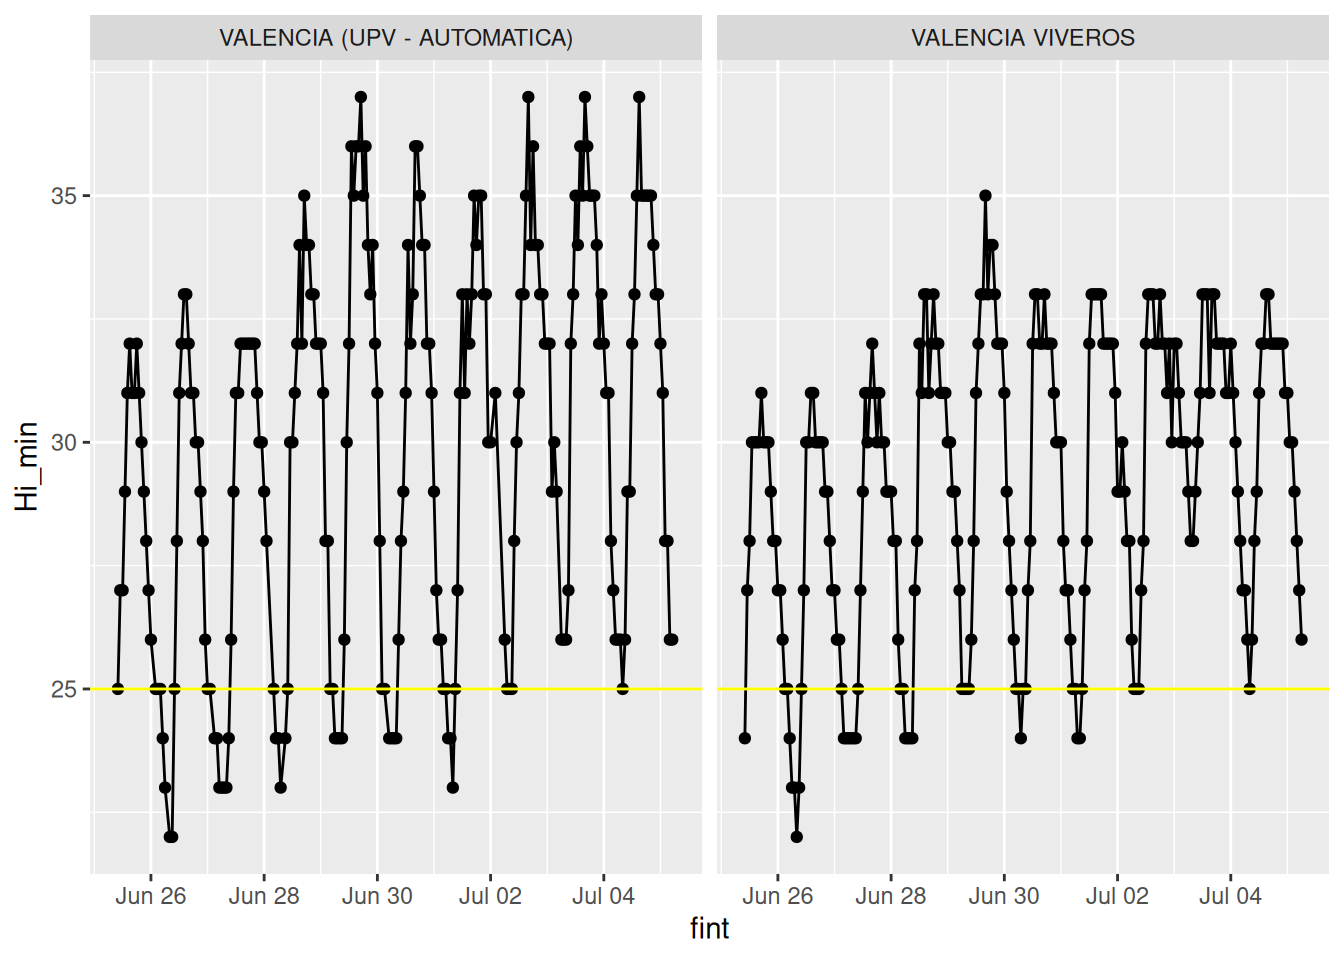 VALENCIA (UPV - AUTOMATICA)
VALENCIA VIVEROS
Hi_min
35
30
25
Jun 26 Jun 28 Jun 30 Jul 02 Jul 04
Jun 26 Jun 28 Jun 30 Jul 02 Jul 04
fint